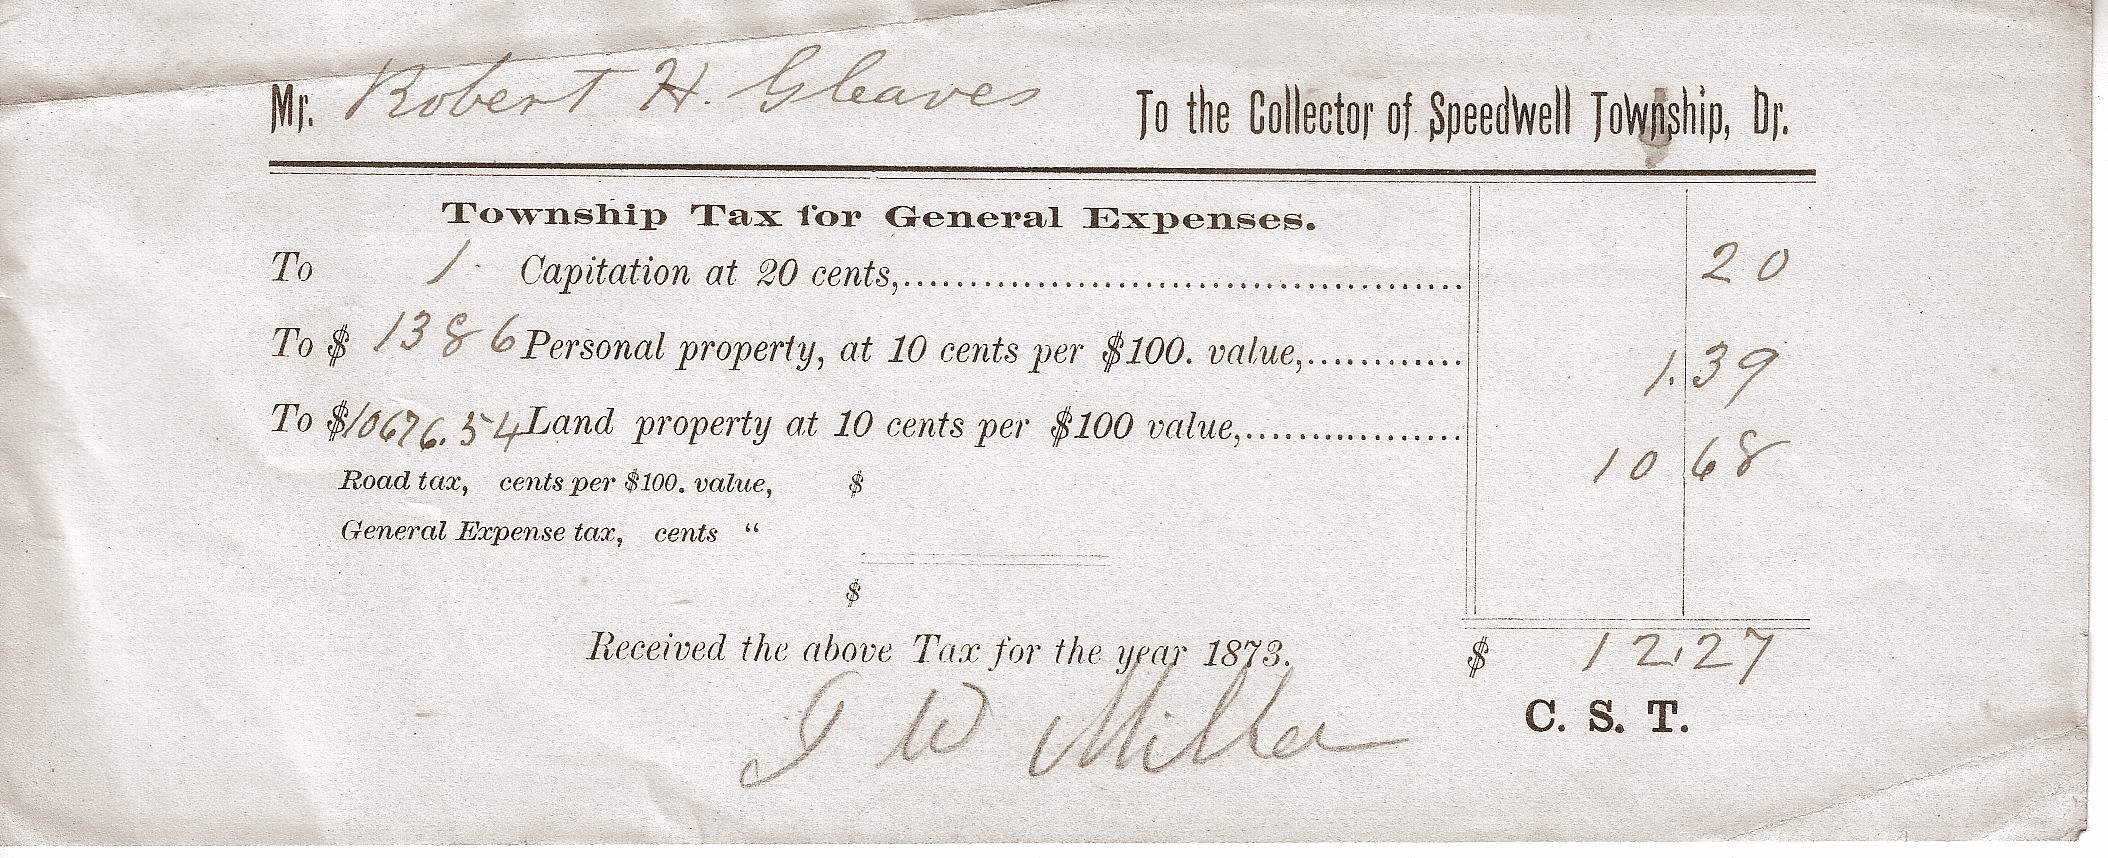 Mr. Robert H. Gleaves To the Collector of Speedwell Township, Dr.
Township Tax for General Expenses.
To 1. Capitation at 20 cents,........................................ 20
To $ 1386 Personal property, at 10 cents per $100. value,............ 1.39
To $10676.54 Land property at 10 cents per $100 value,................. 10 68
Road tax, cents per $100. value, $
General Expense tax, cents “
$
Received the above Tax for the year 1873. $ 12.27
J W Miller
C. S. T.